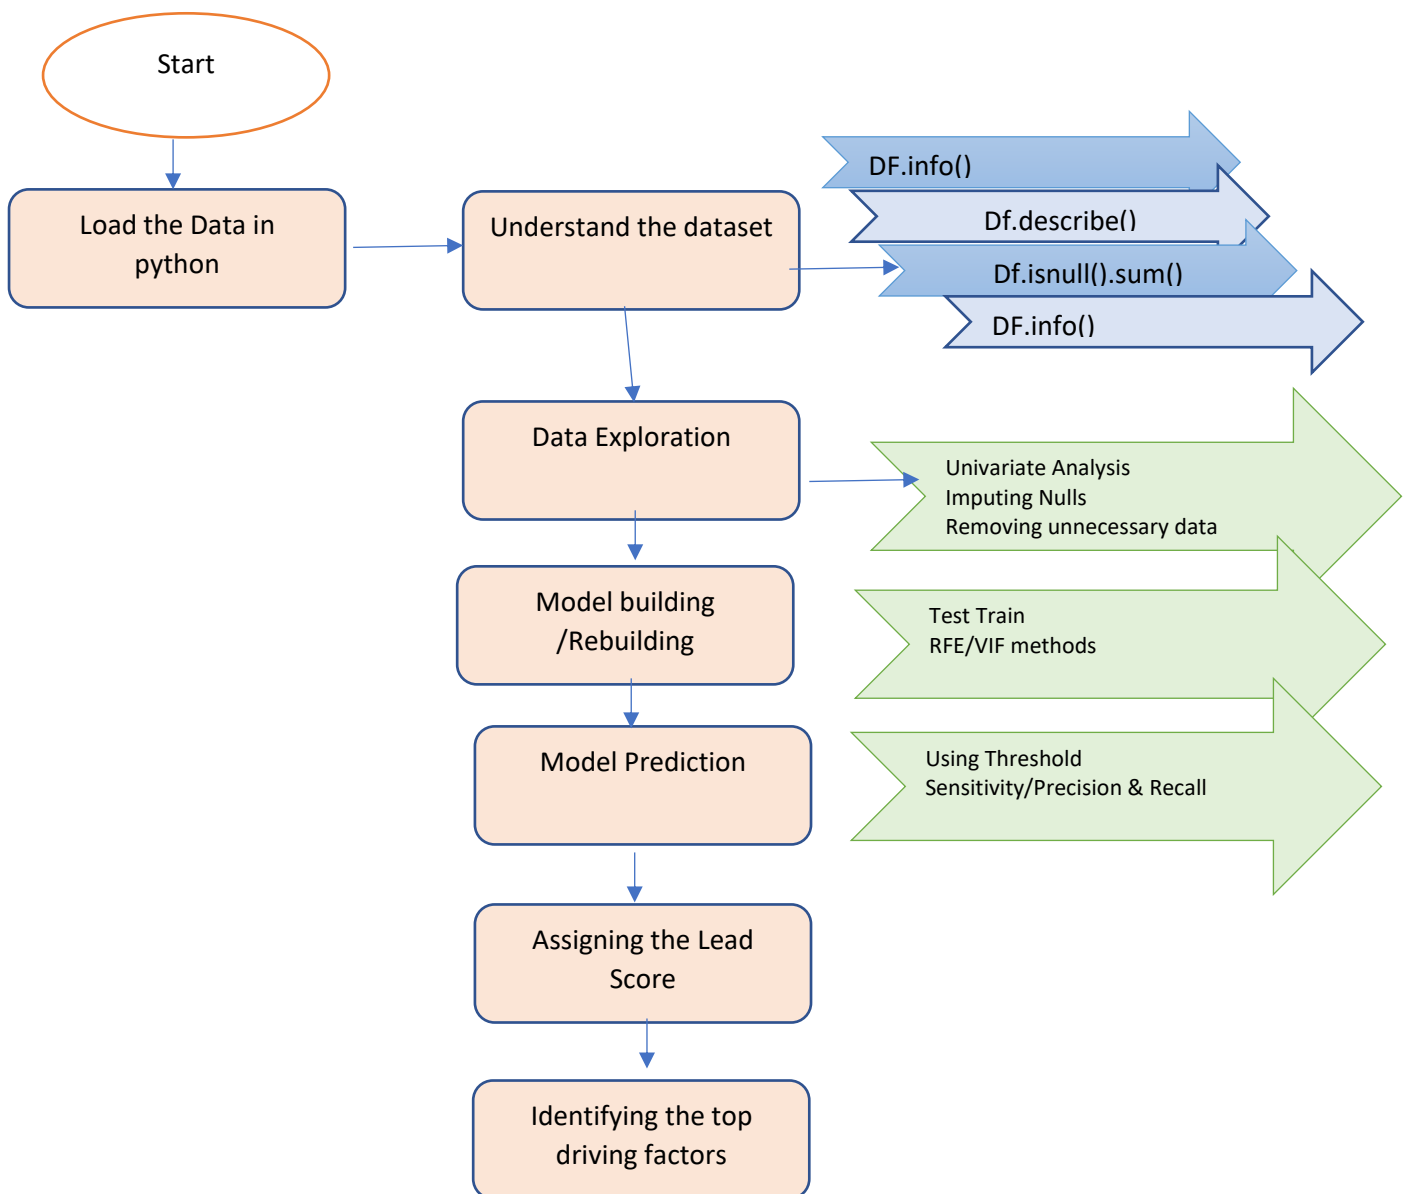 Start
Load the Data in
python
Understand the dataset
DF.info()
Df.describe()
Df.isnull().sum()
DF.info()
Data Exploration
Univariate Analysis
Imputing Nulls
Removing unnecessary data
Model building
/Rebuilding
Test Train
RFE/VIF methods
Model Prediction
Using Threshold
Sensitivity/Precision & Recall
Assigning the Lead
Score
Identifying the top
driving factors